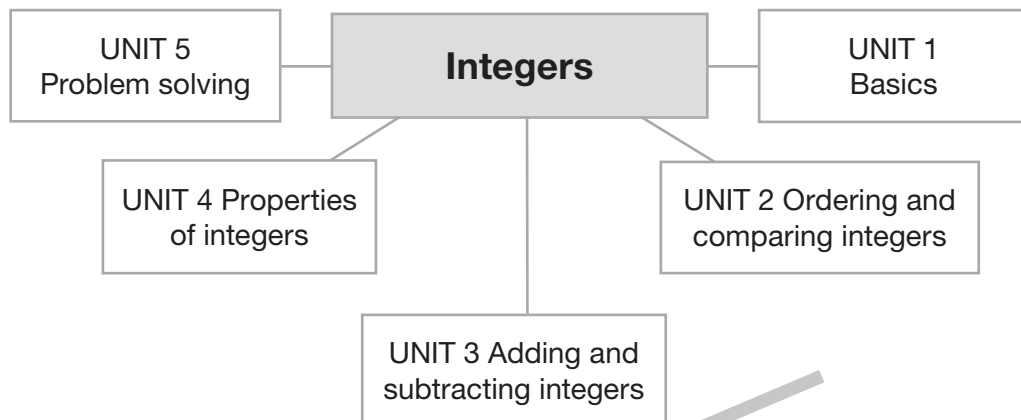 Integers
UNIT 1
Basics
UNIT 2 Ordering and
comparing integers
UNIT 3 Adding and
subtracting integers
UNIT 4 Properties
of integers
UNIT 5
Problem solving